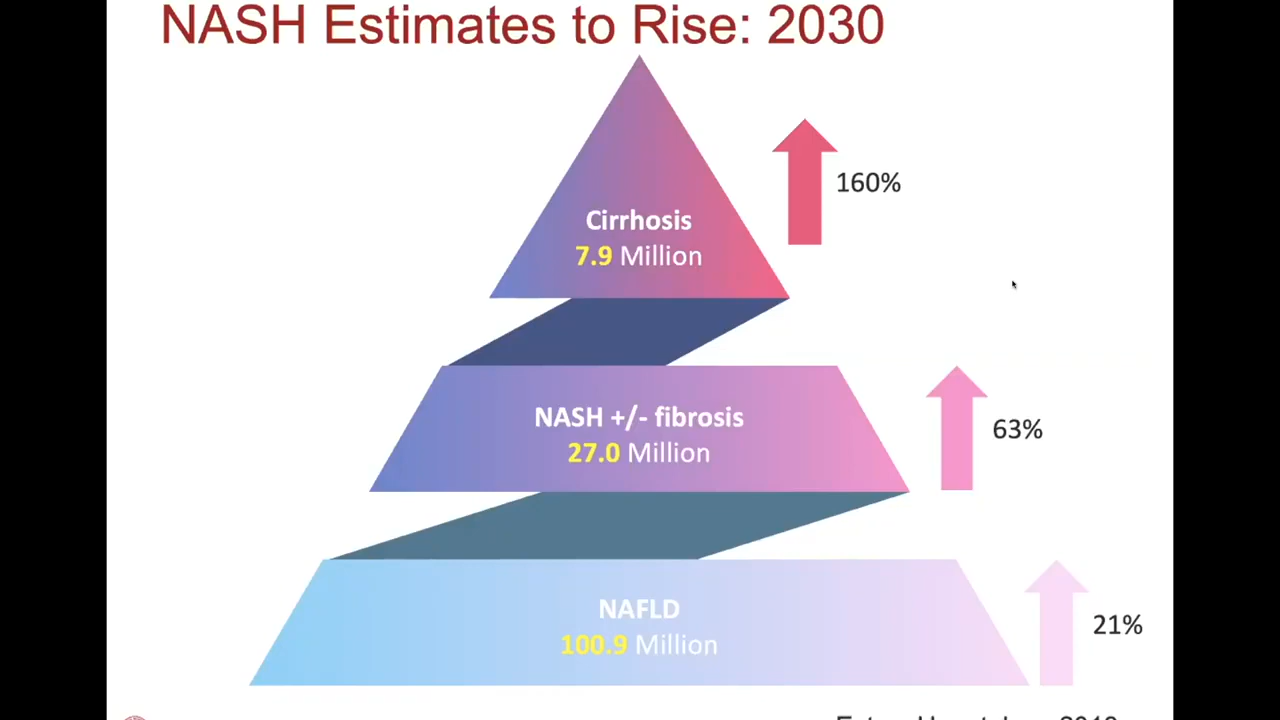 NASH Estimates to Rise: 2030
160%
Cirrhosis
7.9 Million
NASH +/- fibrosis
27.0 Million
63%
NAFLD
100.9 Million
21%